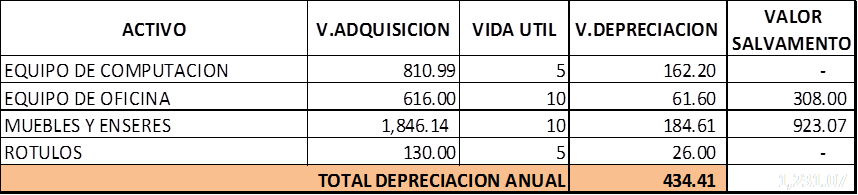 ACTIVO V.ADQUISICION VIDA UTIL V.DEPRECIACION VALOR SALVAMENTO
EQUIPO DE COMPUTACION 810.99 5 162.20 -
EQUIPO DE OFICINA 616.00 10 61.60 308.00
MUEBLES Y ENSERES 1,846.14 10 184.61 923.07
ROTULOS 130.00 5 26.00 -
TOTAL DEPRECIACION ANUAL 434.41 1,231.07